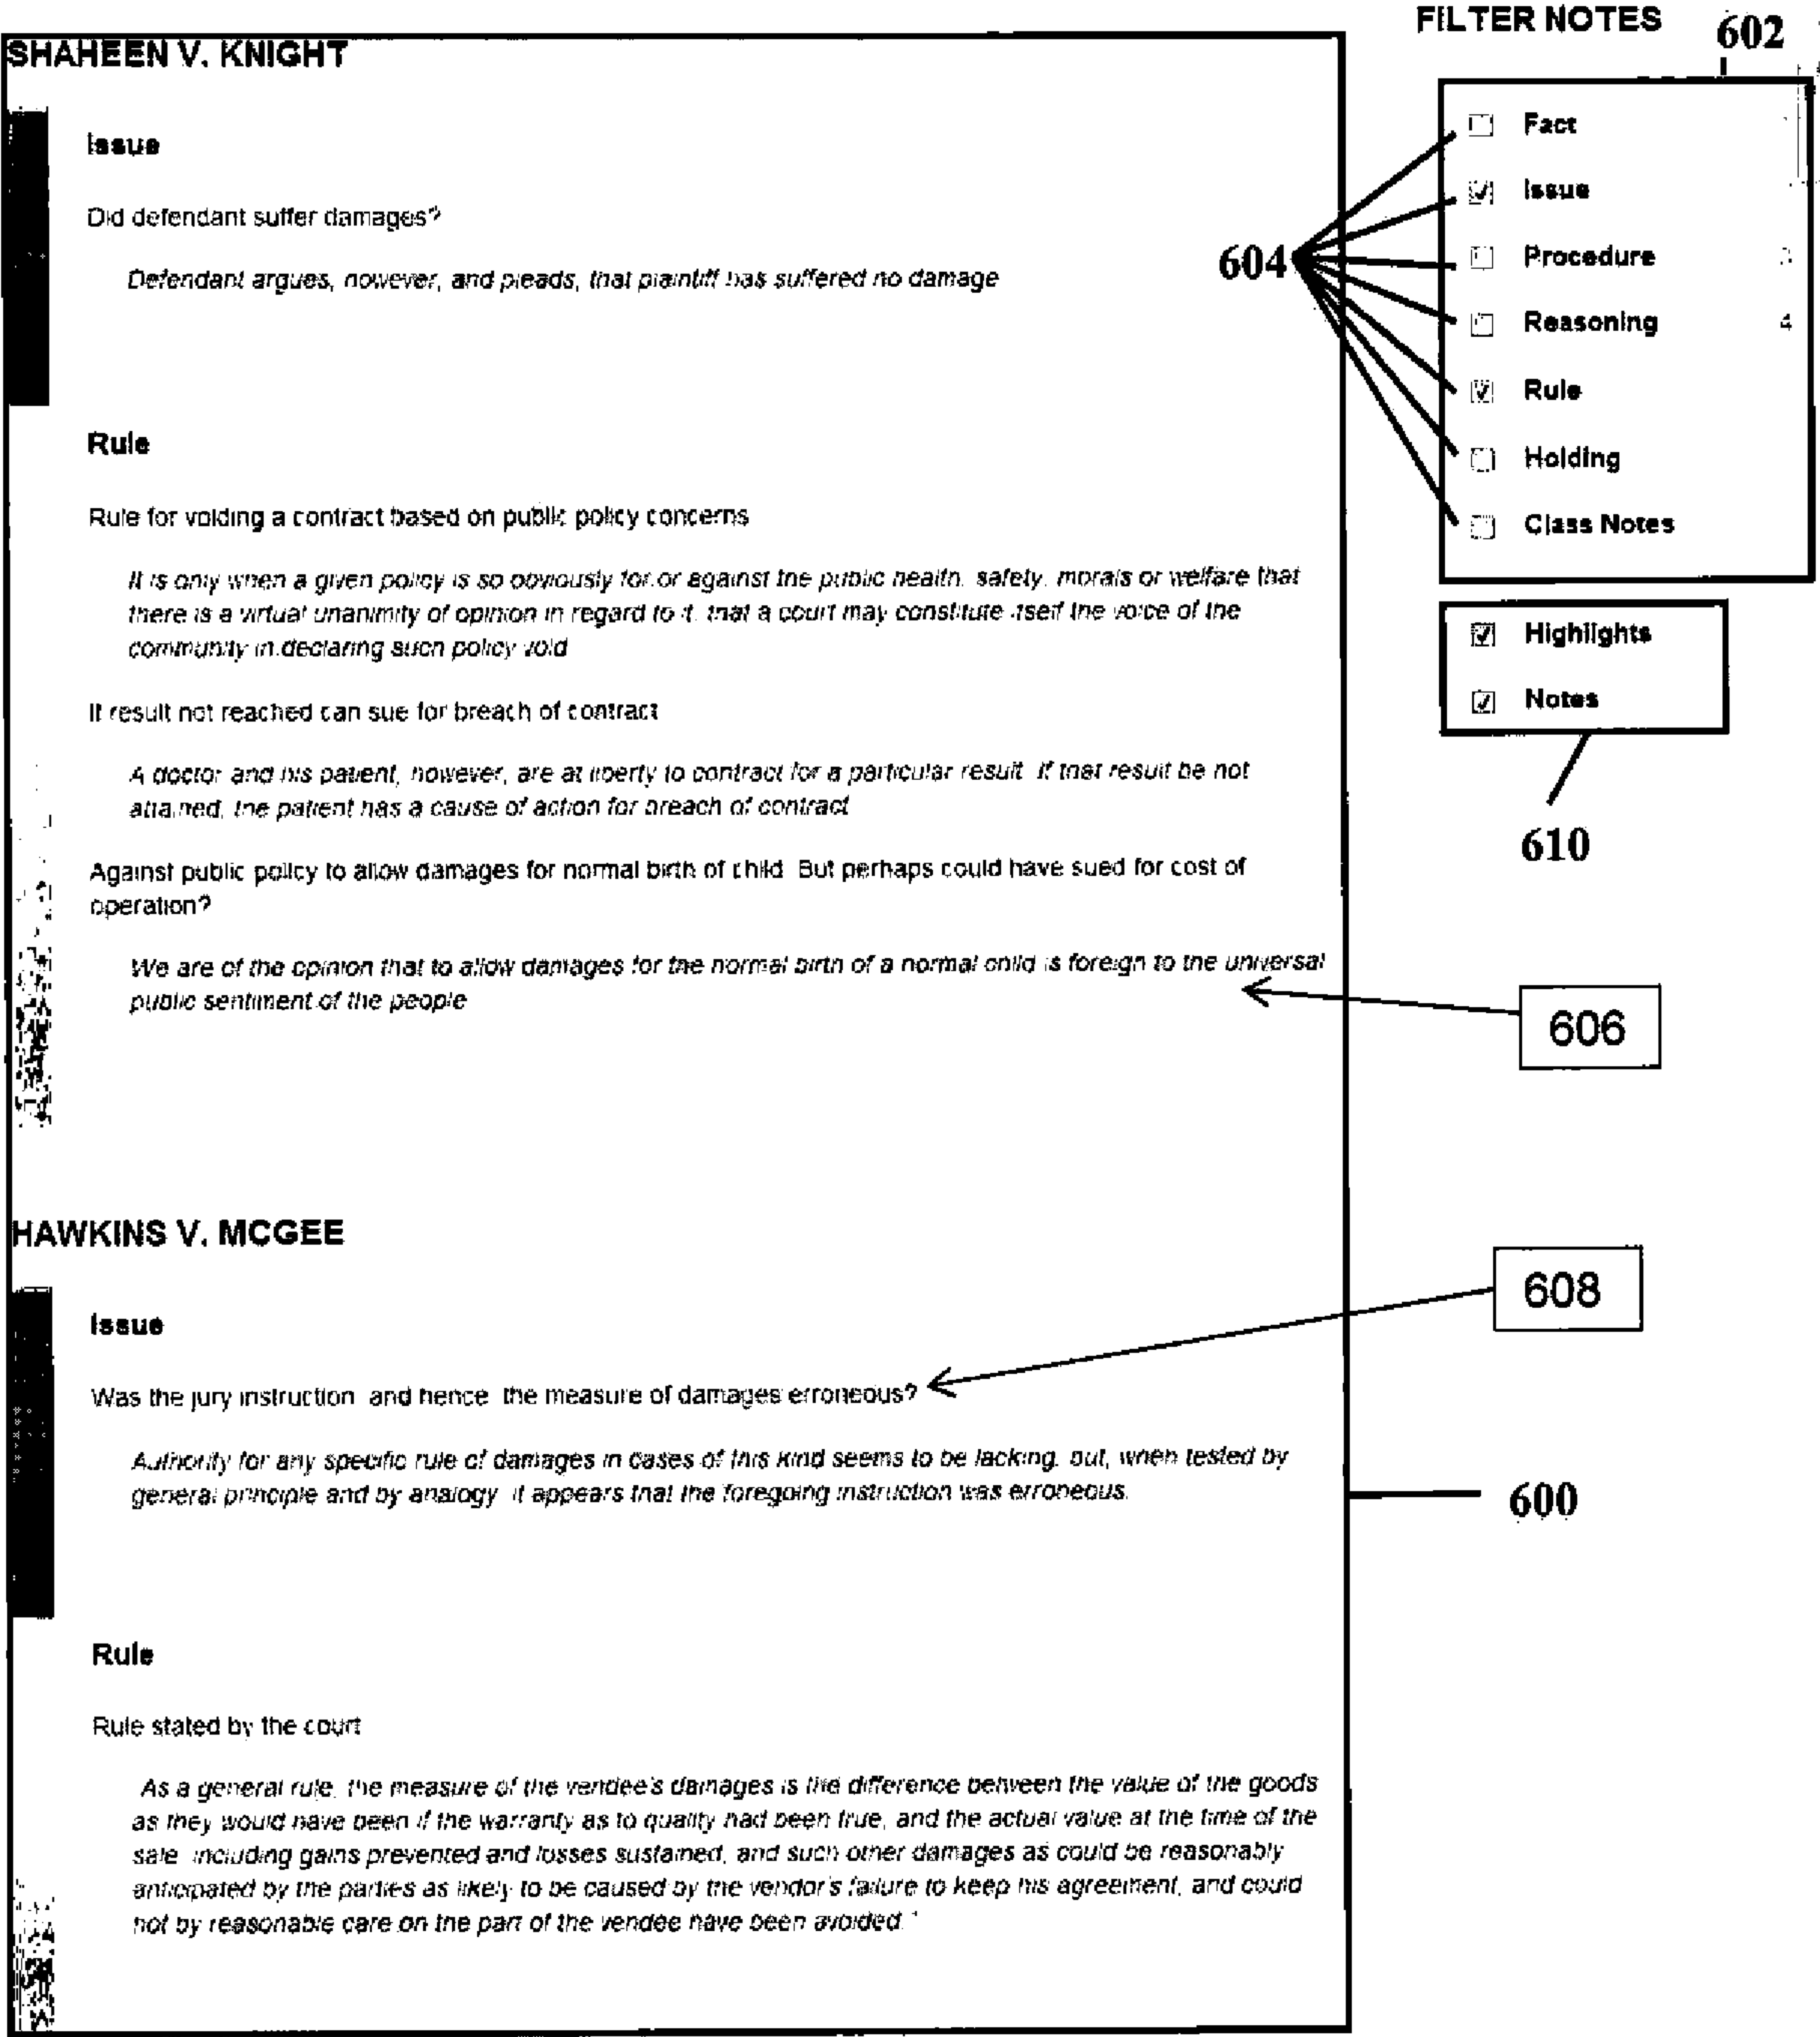 FILTER NOTES
602
SHAHEEN V. KNIGHT
Issue
Did defendant suffer damages?
Defendant argues, however, and pleads, that plaintiff has suffered no damage
Rule
Rule for voiding a contract based on public policy concerns
It is only when a given policy is so obviously for or against the public health, safety, morals or welfare that
there is a virtual unanimity of opinion in regard to it, that a court may constitute itself the voice of the
community in declaring such policy void
If result not reached can sue for breach of contract
A doctor and his patient, however, are at liberty to contract for a particular result. If that result be not
attained, the patient has a cause of action for breach of contract
Against public policy to allow damages for normal birth of child. But perhaps could have sued for cost of
operation?
We are of the opinion that to allow damages for the normal birth of a normal child is foreign to the universal
public sentiment of the people
HAWKINS V. MCGEE
Issue
Was the jury instruction and hence the measure of damages erroneous?
Authority for any specific rule of damages in cases of this kind seems to be lacking, but, when tested by
general principle and by analogy it appears that the foregoing instruction was erroneous.
Rule
Rule stated by the court
As a general rule, the measure of the vendee's damages is the difference between the value of the goods
as they would have been if the warranty as to quality had been true, and the actual value at the time of the
sale including gains prevented and losses sustained, and such other damages as could be reasonably
anticipated by the parties as likely to be caused by the vendor's failure to keep his agreement, and could
not by reasonable care on the part of the vendee have been avoided."
604
Fact
Issue
Procedure 3
Reasoning 4
Rule
Holding
Class Notes
Highlights
Notes
610
606
608
600